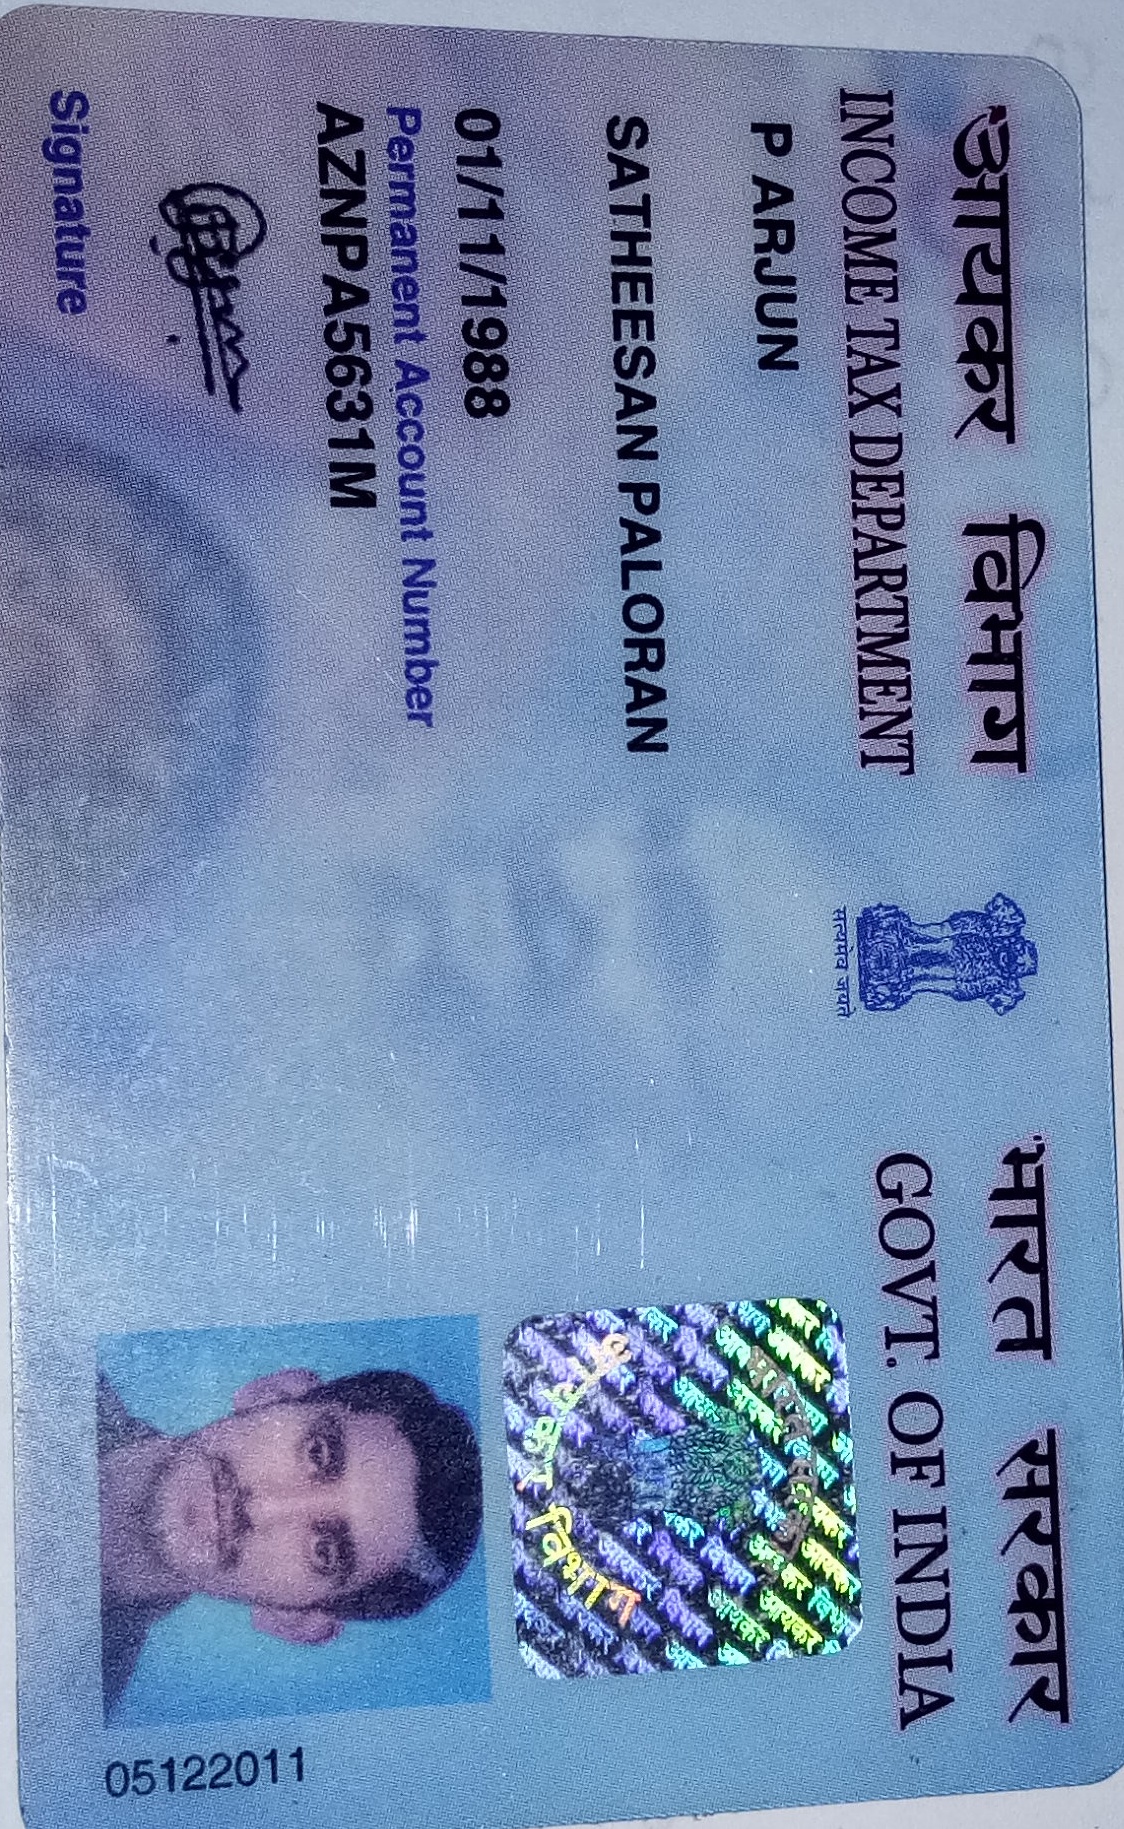 आयकर विभाग
INCOME TAX DEPARTMENT
सत्यमेव जयते
भारत सरकार
GOVT. OF INDIA
P ARJUN
SATHEESAN PALORAN
01/11/1988
Permanent Account Number
AZNPA5631M
Signature
05122011